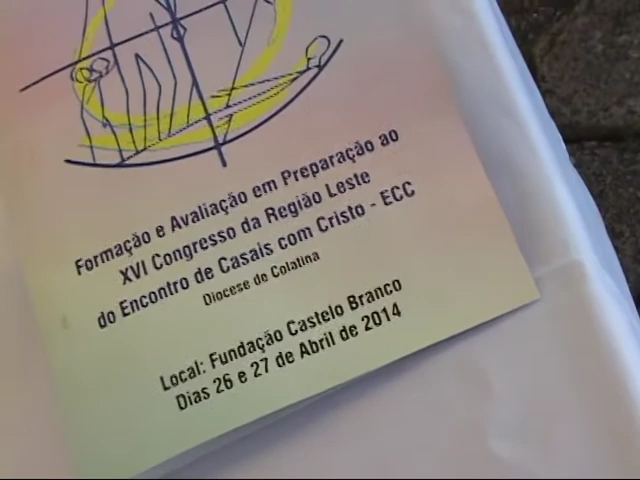 Formação e Avaliação em Preparação ao
XVI Congresso da Região Leste
do Encontro de Casais com Cristo - ECC
Diocese de Colatina
Local: Fundação Castelo Branco
Dias 26 e 27 de Abril de 2014